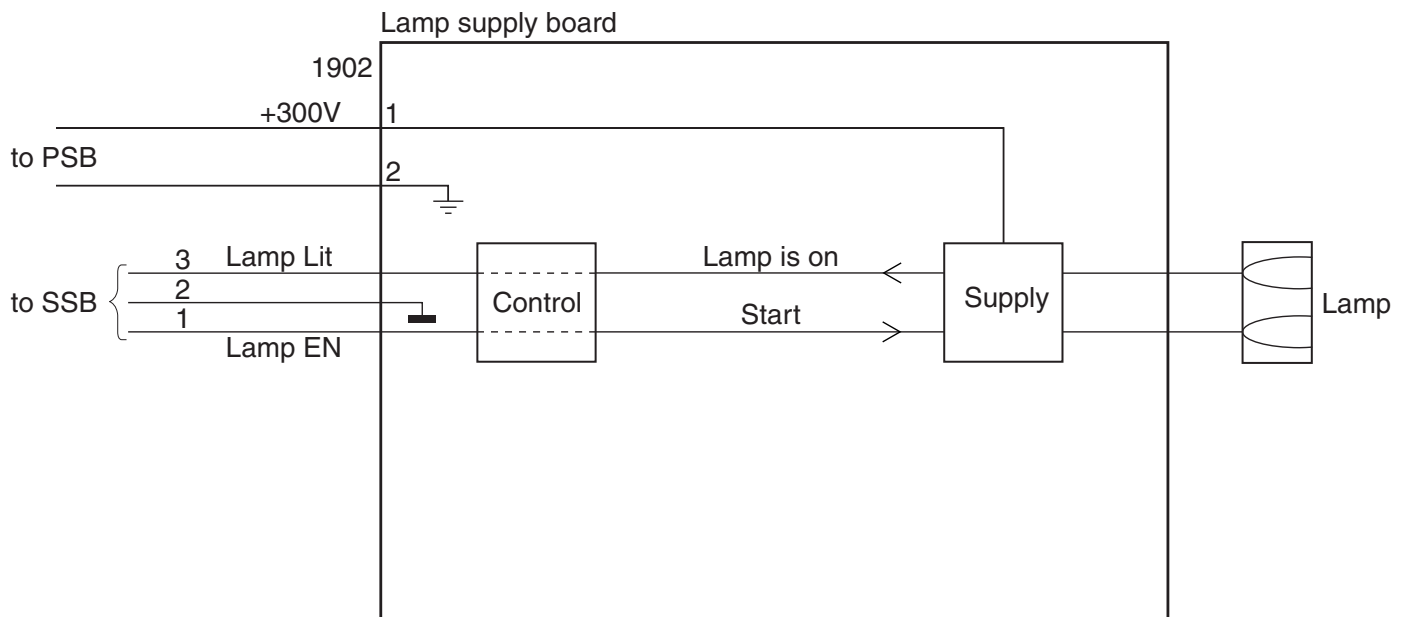 Lamp supply board
1902
+300V 1
to PSB
2
3 Lamp Lit
Lamp is on
to SSB
2
Control
Supply
Lamp
1
Start
Lamp EN